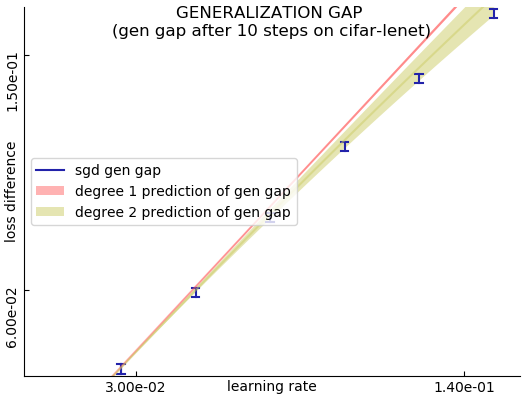 GENERALIZATION GAP
(gen gap after 10 steps on cifar-lenet)
1.50e-01
loss difference
6.00e-02
sgd gen gap
degree 1 prediction of gen gap
degree 2 prediction of gen gap
3.00e-02
learning rate
1.40e-01